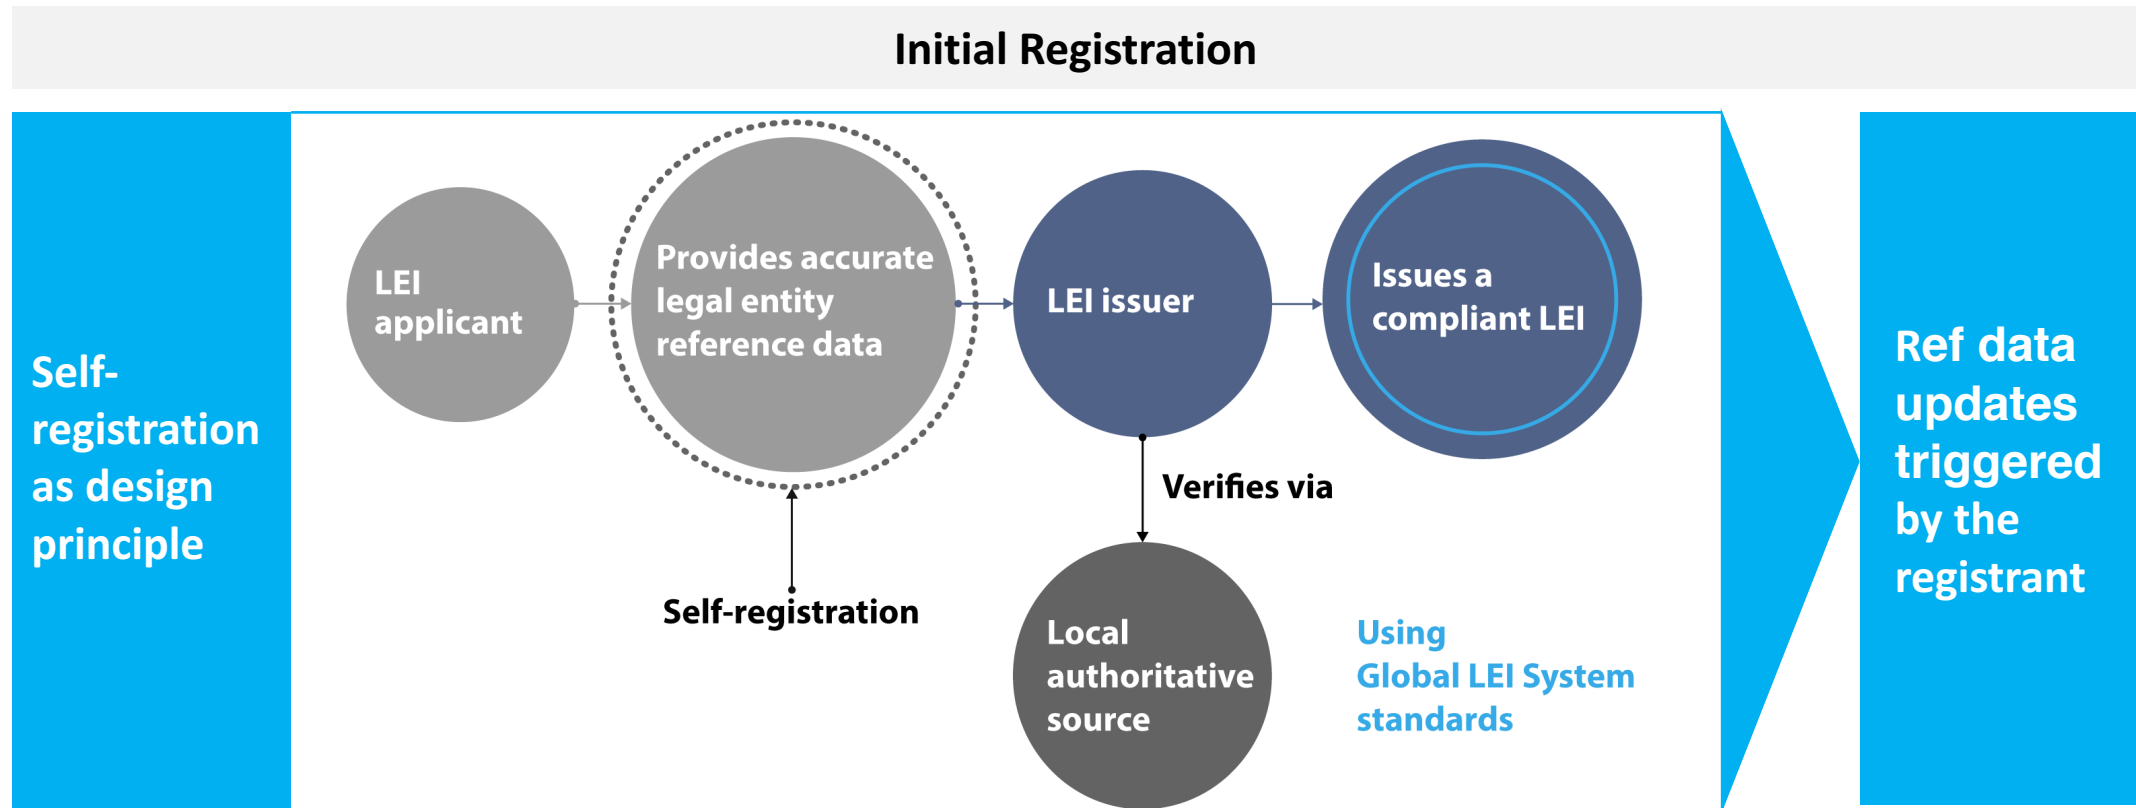 Initial Registration
Self-
registration
as design
principle
LEI
applicant
Provides accurate
legal entity
reference data
LEI issuer
Issues a
compliant LEI
Verifies via
Self-registration
Local
authoritative
source
Using
Global LEI System
standards
Ref data
updates
triggered
by the
registrant